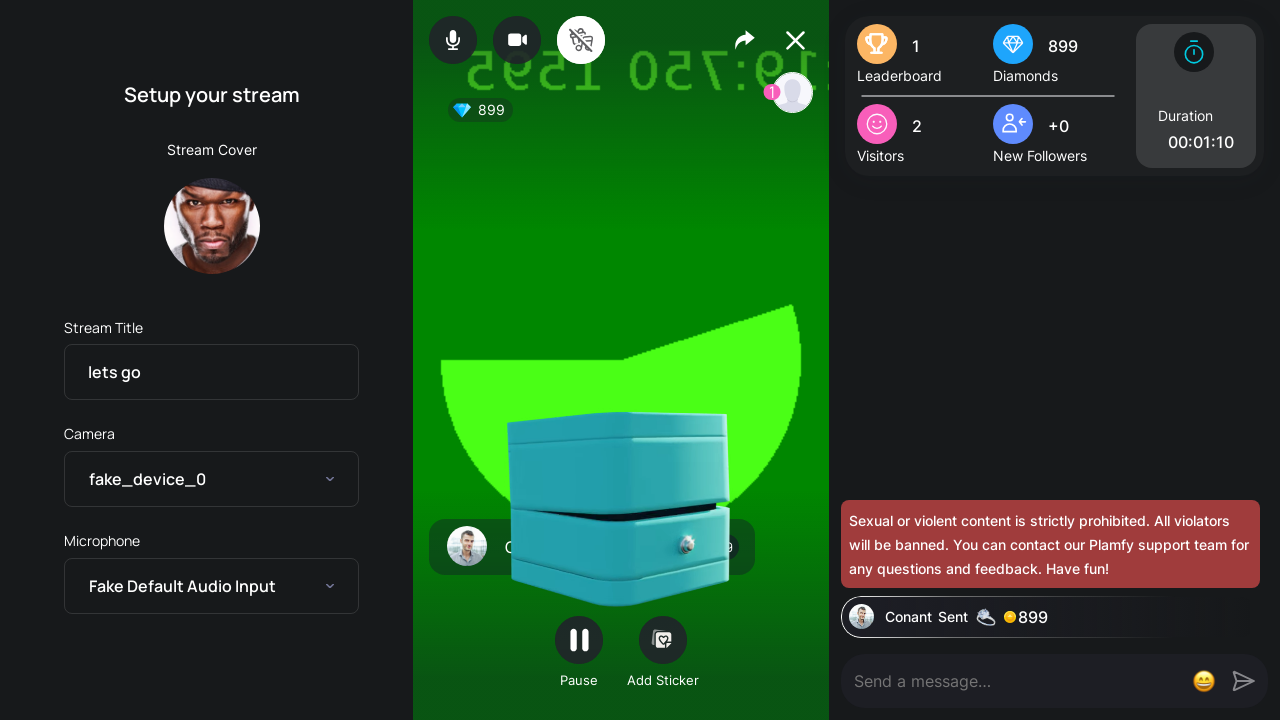 Setup your stream
Stream Cover
Stream Title
lets go
Camera
fake_device_0
Microphone
Fake Default Audio Input
:19:750 1595
899
1
Pause
Add Sticker
1
Leaderboard
899
Diamonds
2
Visitors
+0
New Followers
Duration
00:01:10
Sexual or violent content is strictly prohibited. All violators
will be banned. You can contact our Plamfy support team for
any questions and feedback. Have fun!
Conant Sent 899
Send a message...